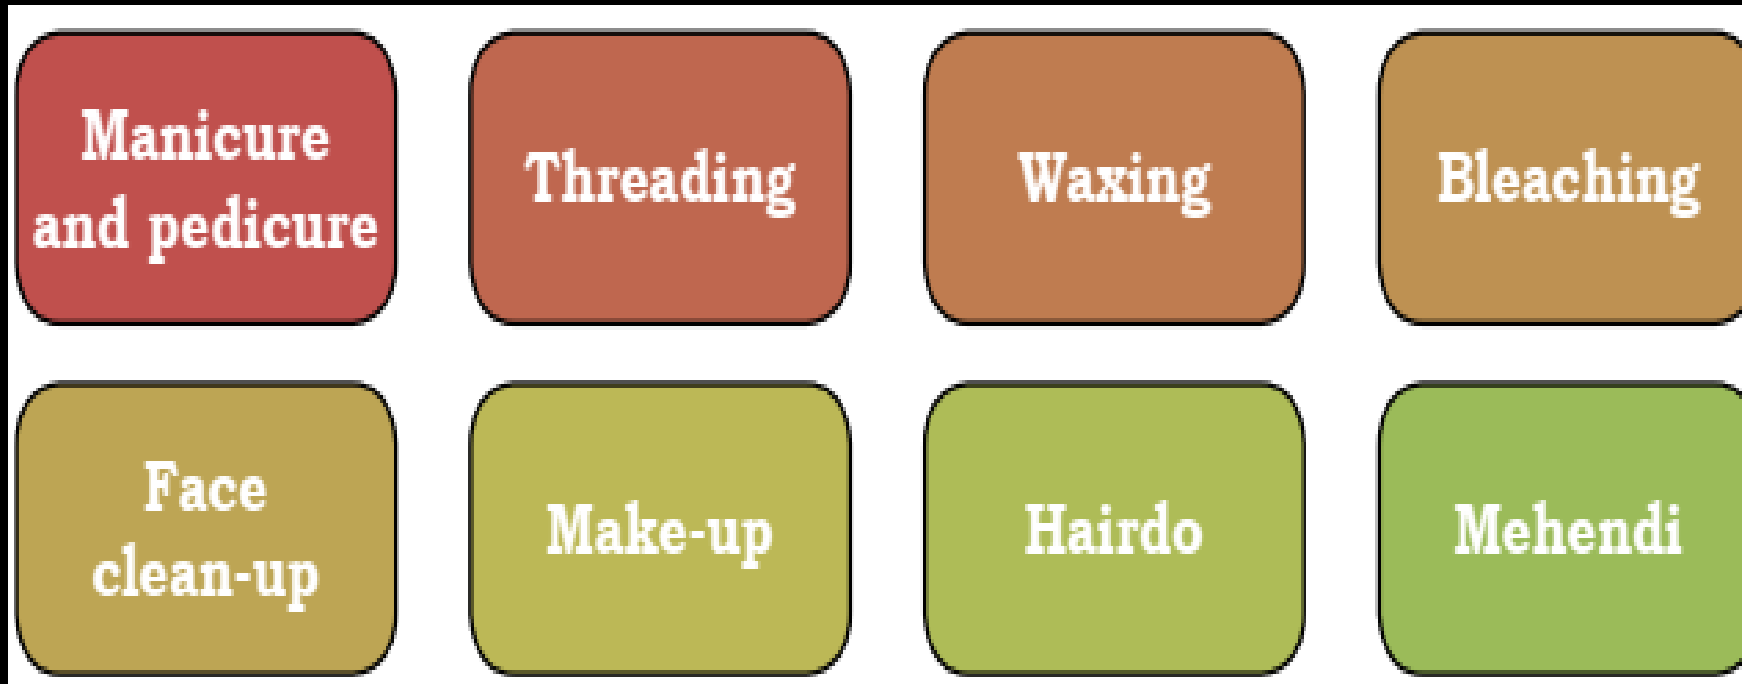 Manicure
and pedicure
Threading
Waxing
Bleaching
Face
clean-up
Make-up
Hairdo
Mehendi